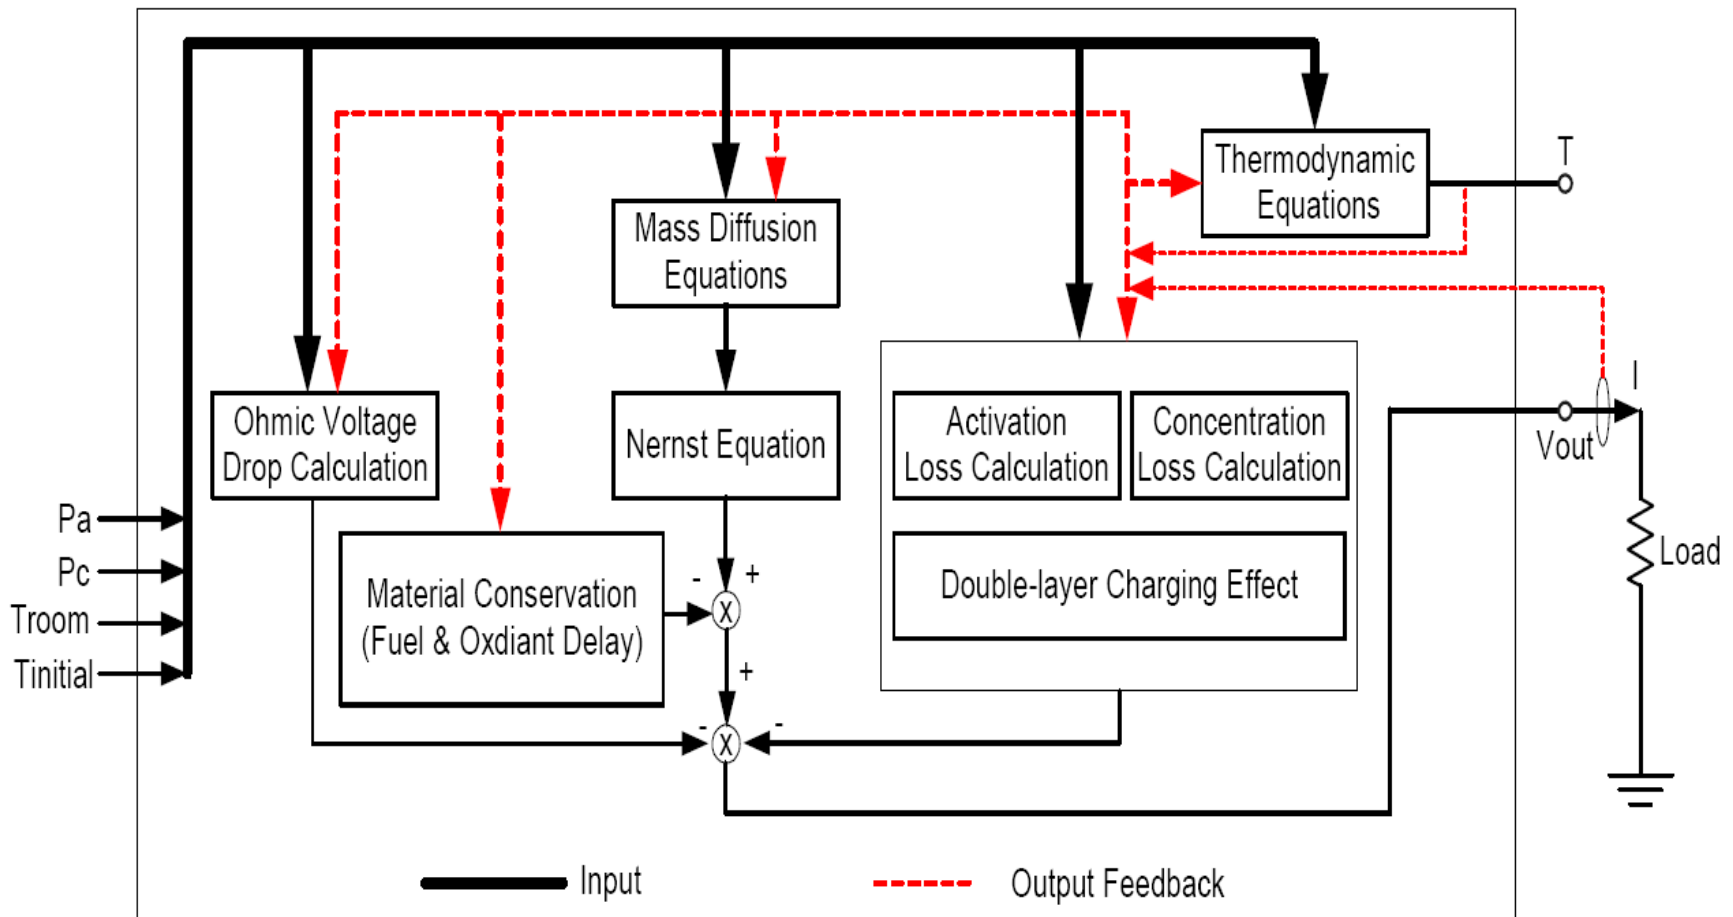 T
Thermodynamic
Equations
Mass Diffusion
Equations
I
Ohmic Voltage
Drop Calculation
Nernst Equation
Activation
Loss Calculation
Concentration
Loss Calculation
Vout
Pa
Pc
Troom
Tinitial
Load
Material Conservation
(Fuel & Oxdiant Delay)
- +
X
Double-layer Charging Effect
+
- -
X
Input
Output Feedback